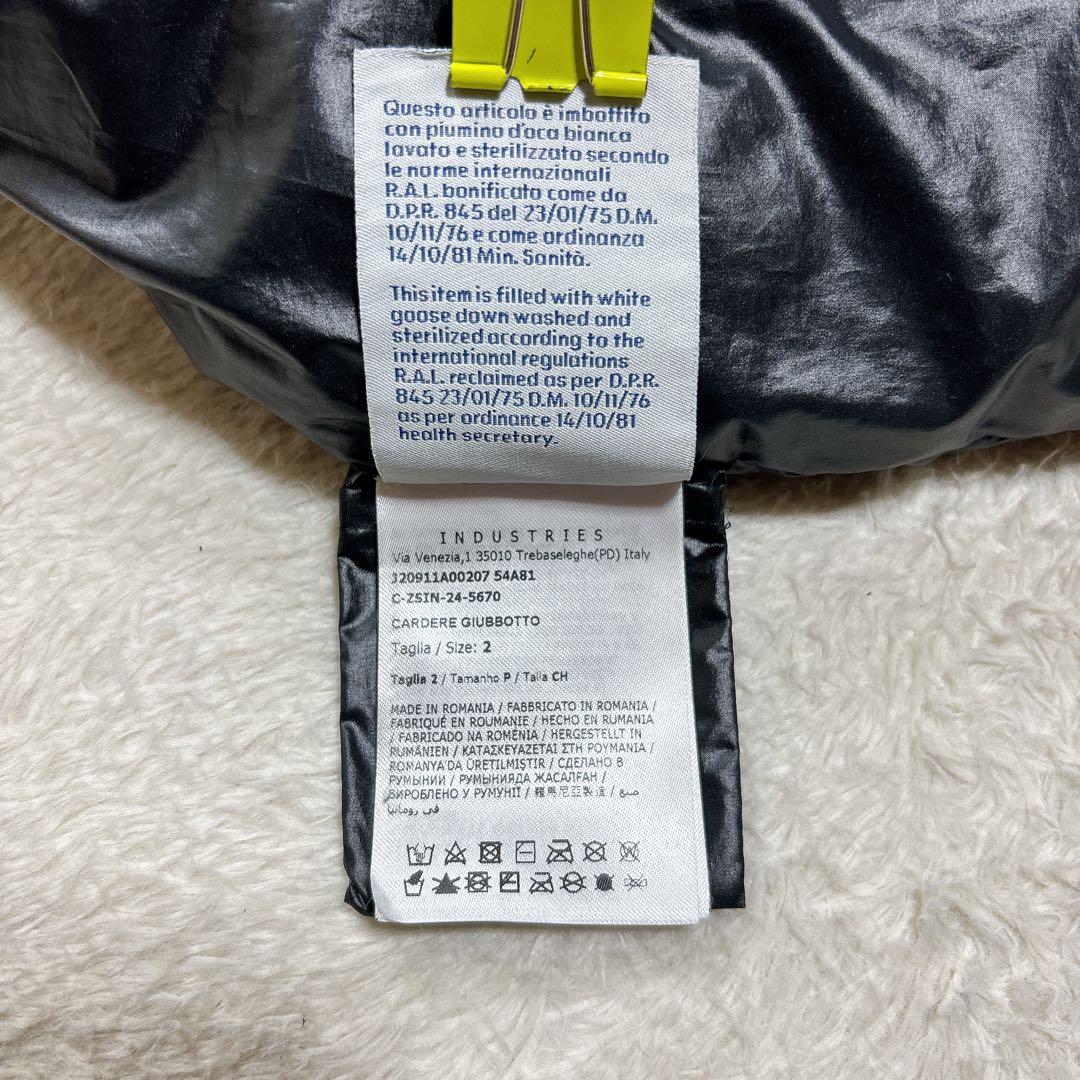 Questo articolo è imbottito
con piumino d'oca bianca
lavato e sterilizzato secondo
le norme internazionali
R.A.L. bonificato come da
D.P.R. 845 del 23/01/75 D.M.
10/11/76 e come ordinanza
14/10/81 Min. Sanità.
This item is filled with white
goose down washed and
sterilized according to the
international regulations
R.A.L. reclaimed as per D.P.R.
845 23/01/75 D.M. 10/11/76
as per ordinance 14/10/81
health secretary.
INDUSTRIES
Via Venezia,1 35010 Trebaseleghe(PD) Italy
J20911A00207 54A81
C-ZSIN-24-5670
CARDERE GIUBBOTTO
Taglia / Size: 2
Taglia 2 / Tamanho P / Talla CH
MADE IN ROMANIA / FABBRICATO IN ROMANIA /
FABRIQUÉ EN ROUMANIE / HECHO EN RUMANIA
/ FABRICADO NA ROMÉNIA / HERGESTELLT IN
RUMÄNIEN / ΚΑΤΑΣΚΕΥΑΖΕΤΑΙ ΣΤΗ ΡΟΥΜΑΝΙΑ /
ROMANYA'DA ÜRETILMIŞTIR / СДЕЛАНО В
РУМЫНИИ / РУМЫНИЯДА ЖАСАЛҒАН /
ВИРОБЛЕНО У РУМУНІЇ / 羅馬尼亞製造 / صنع
في رومانيا